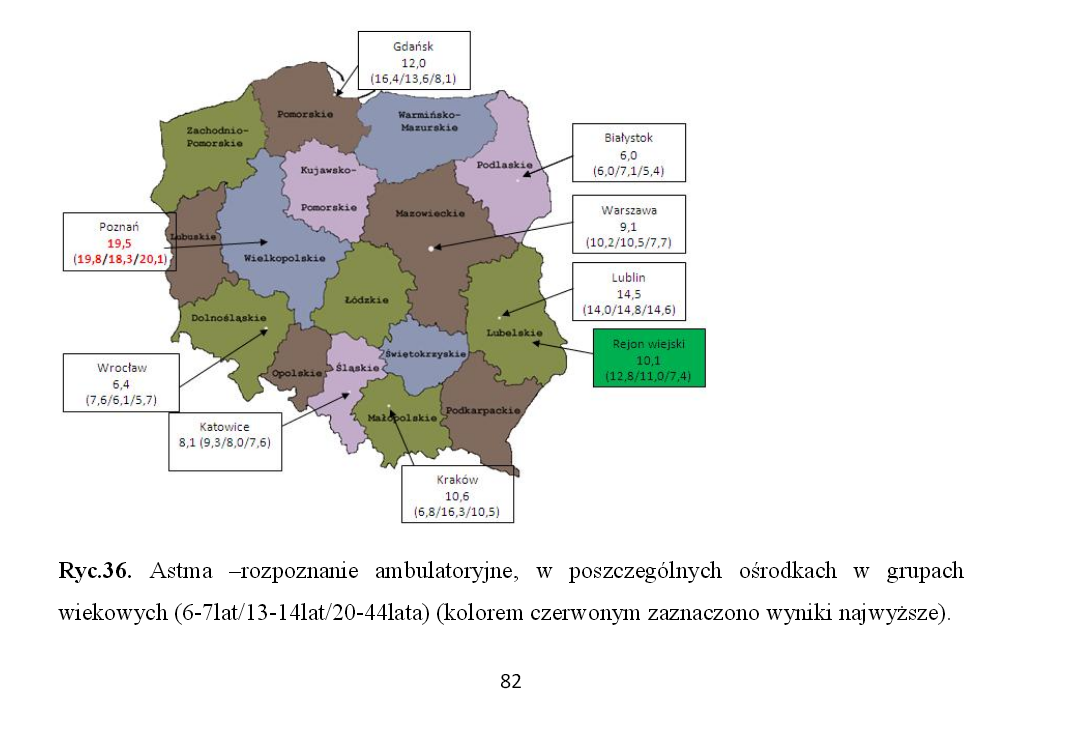 Gdańsk
12,0
(16,4/13,6/8,1)
Pomorskie
Warmińsko-
Mazurskie
Zachodnio-
Pomorskie
Białystok
6,0
(6,0/7,1/5,4)
Podlaskie
Kujawsko-
Pomorskie
Mazowieckie
Warszawa
9,1
(10,2/10,5/7,7)
Poznań
19,5
(19,8/18,3/20,1)
Lubuskie
Wielkopolskie
Lublin
14,5
(14,0/14,8/14,6)
Łódzkie
Dolnośląskie
Lubelskie
Rejon wiejski
10,1
(12,8/11,0/7,4)
Świętokrzyskie
Wrocław
6,4
(7,6/6,1/5,7)
Opolskie
Śląskie
Katowice
8,1 (9,3/8,0/7,6)
Małopolskie
Podkarpackie
Kraków
10,6
(6,8/16,3/10,5)
Ryc.36. Astma –rozpoznanie ambulatoryjne, w poszczególnych ośrodkach w grupach
wiekowych (6-7lat/13-14lat/20-44lata) (kolorem czerwonym zaznaczono wyniki najwyższe).
82